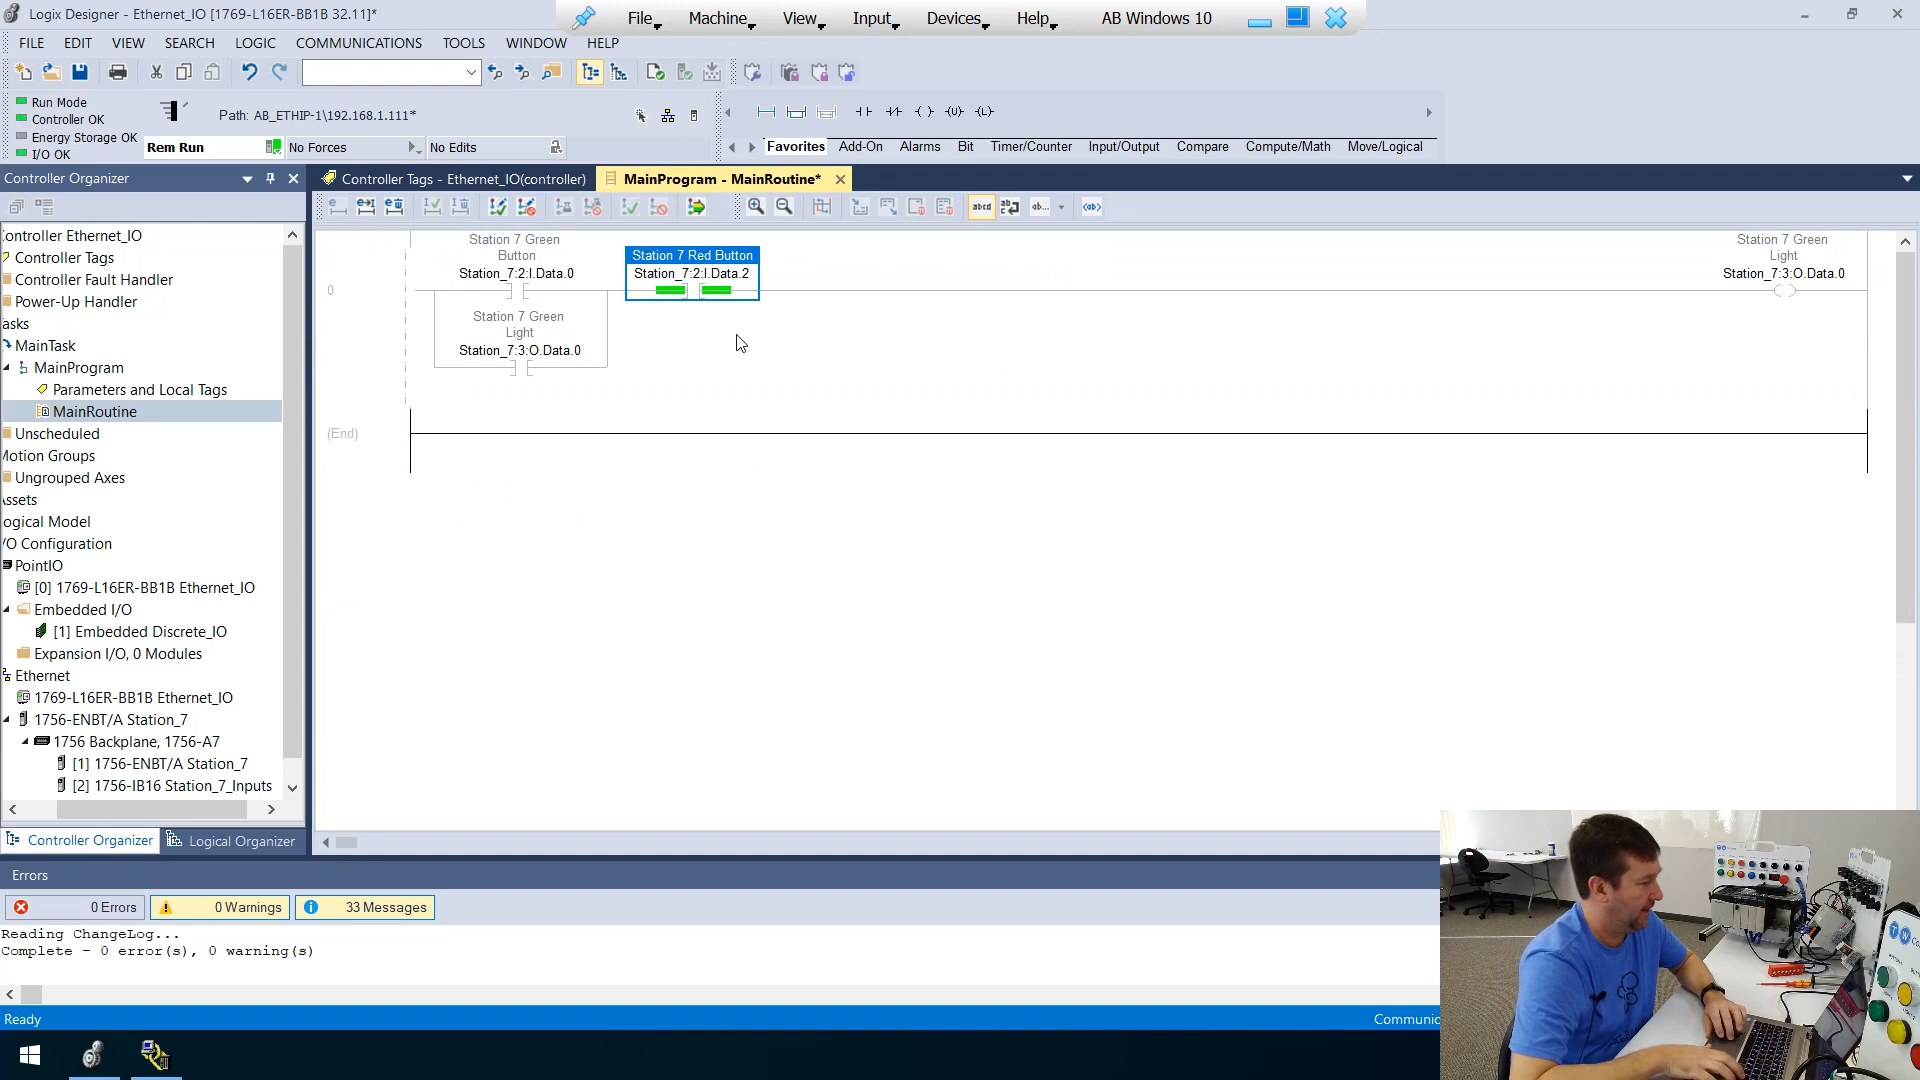 Logix Designer - Ethernet_IO [1769-L16ER-BB1B 32.11]*
File Machine View Input Devices Help AB Windows 10
FILE EDIT VIEW SEARCH LOGIC COMMUNICATIONS TOOLS WINDOW HELP
Run Mode
Controller OK
Energy Storage OK
I/O OK
Path: AB_ETHIP-1\192.168.1.111*
Rem Run No Forces No Edits
Favorites Add-On Alarms Bit Timer/Counter Input/Output Compare Compute/Math Move/Logical
Controller Organizer
Controller Tags - Ethernet_IO(controller)
MainProgram - MainRoutine*
ontroller Ethernet_IO
Controller Tags
Controller Fault Handler
Power-Up Handler
asks
MainTask
MainProgram
Parameters and Local Tags
MainRoutine
Unscheduled
Motion Groups
Ungrouped Axes
ssets
ogical Model
/O Configuration
PointIO
[0] 1769-L16ER-BB1B Ethernet_IO
Embedded I/O
[1] Embedded Discrete_IO
Expansion I/O, 0 Modules
Ethernet
1769-L16ER-BB1B Ethernet_IO
1756-ENBT/A Station_7
1756 Backplane, 1756-A7
[1] 1756-ENBT/A Station_7
[2] 1756-IB16 Station_7_Inputs
Controller Organizer
Logical Organizer
Station 7 Green
Button
Station_7:2:I.Data.0
Station 7 Red Button
Station_7:2:I.Data.2
Station 7 Green
Light
Station_7:3:O.Data.0
0
Station 7 Green
Light
Station_7:3:O.Data.0
(End)
Errors
0 Errors
0 Warnings
33 Messages
Reading ChangeLog...
Complete - 0 error(s), 0 warning(s)
Ready
Communic